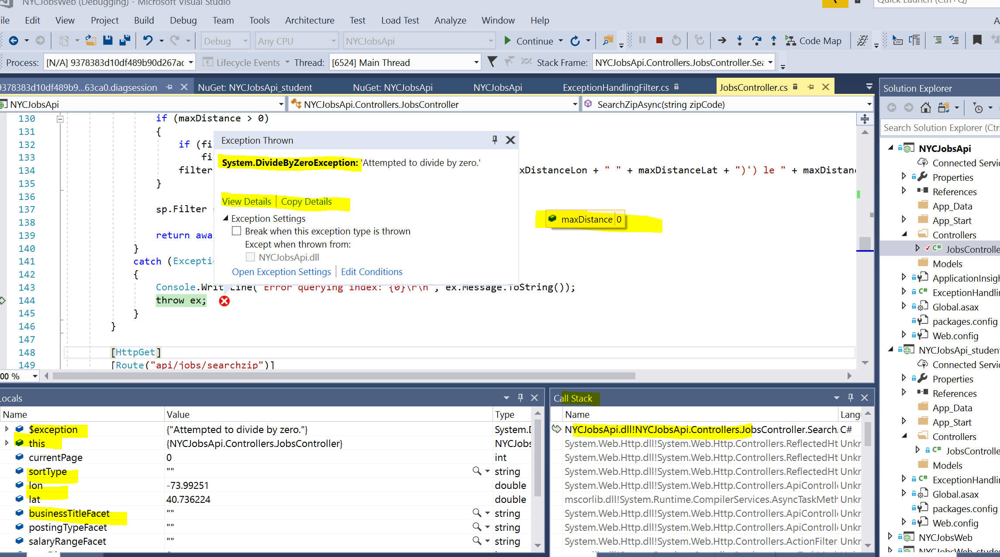 NYCJobsWeb (Debugging) - Microsoft Visual Studio
Quick Launch (Ctrl+Q)
ile Edit View Project Build Debug Team Tools Architecture Test Load Test Analyze Window Help
Debug Any CPU NYCJobsApi Continue Code Map
Process: [N/A] 9378383d10df489b90d267ac Lifecycle Events Thread: [6524] Main Thread Stack Frame: NYCJobsApi.Controllers.JobsController.Sea
9378383d10df489b9...63ca0.diagsession NuGet: NYCJobsApi_student NuGet: NYCJobsApi NYCJobsApi ExceptionHandlingFilter.cs JobsController.cs
NYCJobsApi NYCJobsApi.Controllers.JobsController SearchZipAsync(string zipCode)
130 if (maxDistance > 0)
131 {
132 if (fi
133 fi
134 filter xDistanceLon + " " + maxDistanceLat + ")') le " + maxDistan
135 }
136
137 sp.Filter
138
139 return awa
140 }
141 catch (Excepti
142 {
143 Console.WriteLine("Error querying index: {0}\r\n", ex.Message.ToString());
144 throw ex;
145 }
146 }
147
148 [HttpGet]
149 [Route("api/jobs/searchzip")]
00 %
Exception Thrown
System.DivideByZeroException: 'Attempted to divide by zero.'
View Details | Copy Details
Exception Settings
Break when this exception type is thrown
Except when thrown from:
NYCJobsApi.dll
Open Exception Settings | Edit Conditions
maxDistance 0
Locals
Name Value Type
$exception {"Attempted to divide by zero."} System.D
this {NYCJobsApi.Controllers.JobsController} NYCJobs
currentPage 0 int
sortType "" string
lon -73.99251 double
lat 40.736224 double
businessTitleFacet "" string
postingTypeFacet "" string
salaryRangeFacet "" string
Call Stack
Name Lang
NYCJobsApi.dll!NYCJobsApi.Controllers.JobsController.Search C#
System.Web.Http.dll!System.Web.Http.Controllers.ReflectedHt Unkr
System.Web.Http.dll!System.Web.Http.Controllers.ReflectedHt Unkr
System.Web.Http.dll!System.Web.Http.Controllers.ReflectedHt Unkr
System.Web.Http.dll!System.Web.Http.Controllers.ApiControlle Unkr
mscorlib.dll!System.Runtime.CompilerServices.AsyncTaskMeth Unkr
System.Web.Http.dll!System.Web.Http.Controllers.ApiControlle Unkr
System.Web.Http.dll!System.Web.Http.Controllers.ApiControlle Unkr
System.Web.Http.dll!System.Web.Http.Controllers.ActionFilter Unkr
Solution Explorer
Search Solution Explorer (Ctrl
NYCJobsApi
Connected Servic
Properties
References
App_Data
App_Start
Controllers
C# JobsControlle
Models
ApplicationInsigh
C# ExceptionHandlin
Global.asax
packages.config
Web.config
NYCJobsApi_student
Connected Servic
Properties
References
App_Data
App_Start
Controllers
C# JobsControlle
Models
C# ExceptionHandlin
Global.asax
packages.config
Web.config
NYCJobsWeb
NYCJobsWeb_stude